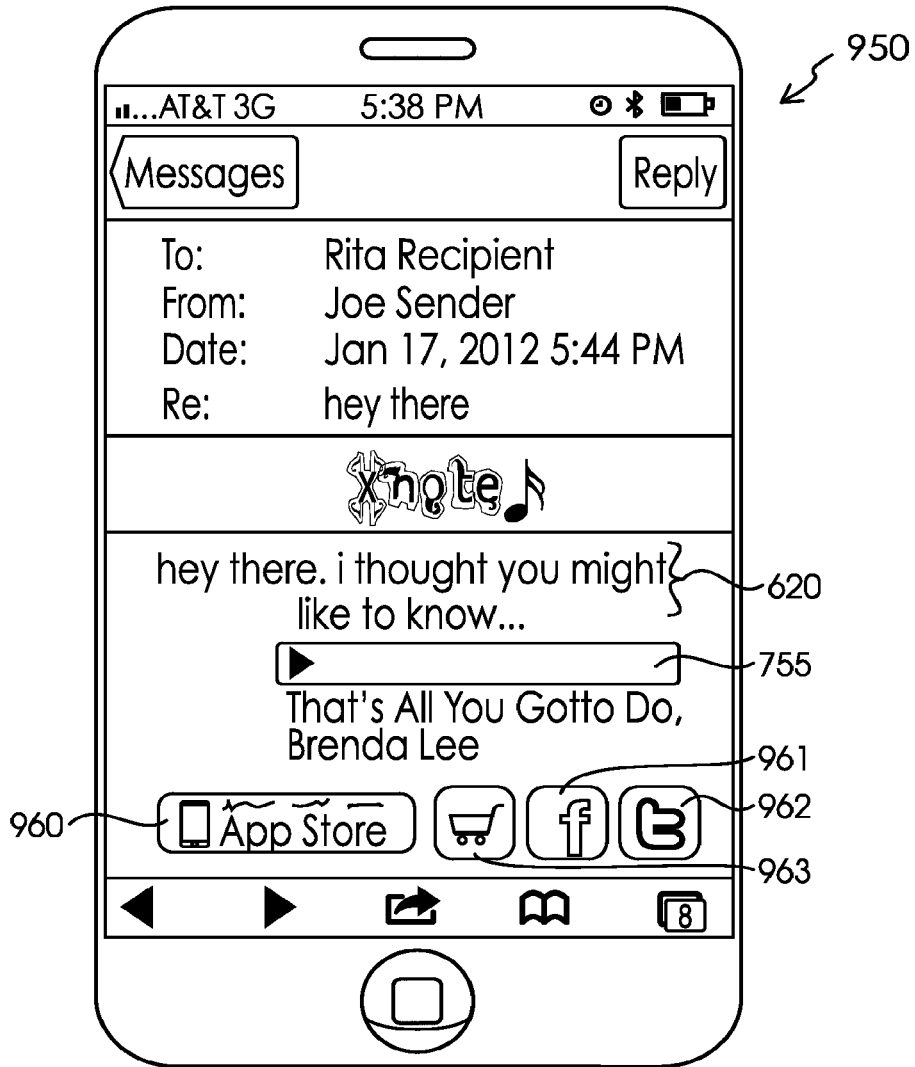 950
...AT&T 3G 5:38 PM
Messages Reply
To: Rita Recipient
From: Joe Sender
Date: Jan 17, 2012 5:44 PM
Re: hey there
xnote
hey there. i thought you might
like to know...
620
755
That's All You Gotto Do,
Brenda Lee
961
960 App Store f t 962
963
8